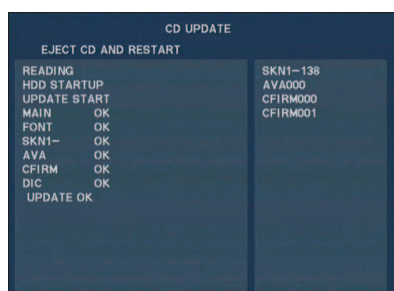 CD UPDATE
EJECT CD AND RESTART
READING
HDD STARTUP
UPDATE START
MAIN OK
FONT OK
SKN1- OK
AVA OK
CFIRM OK
DIC OK
UPDATE OK
SKN1-138
AVA000
CFIRM000
CFIRM001